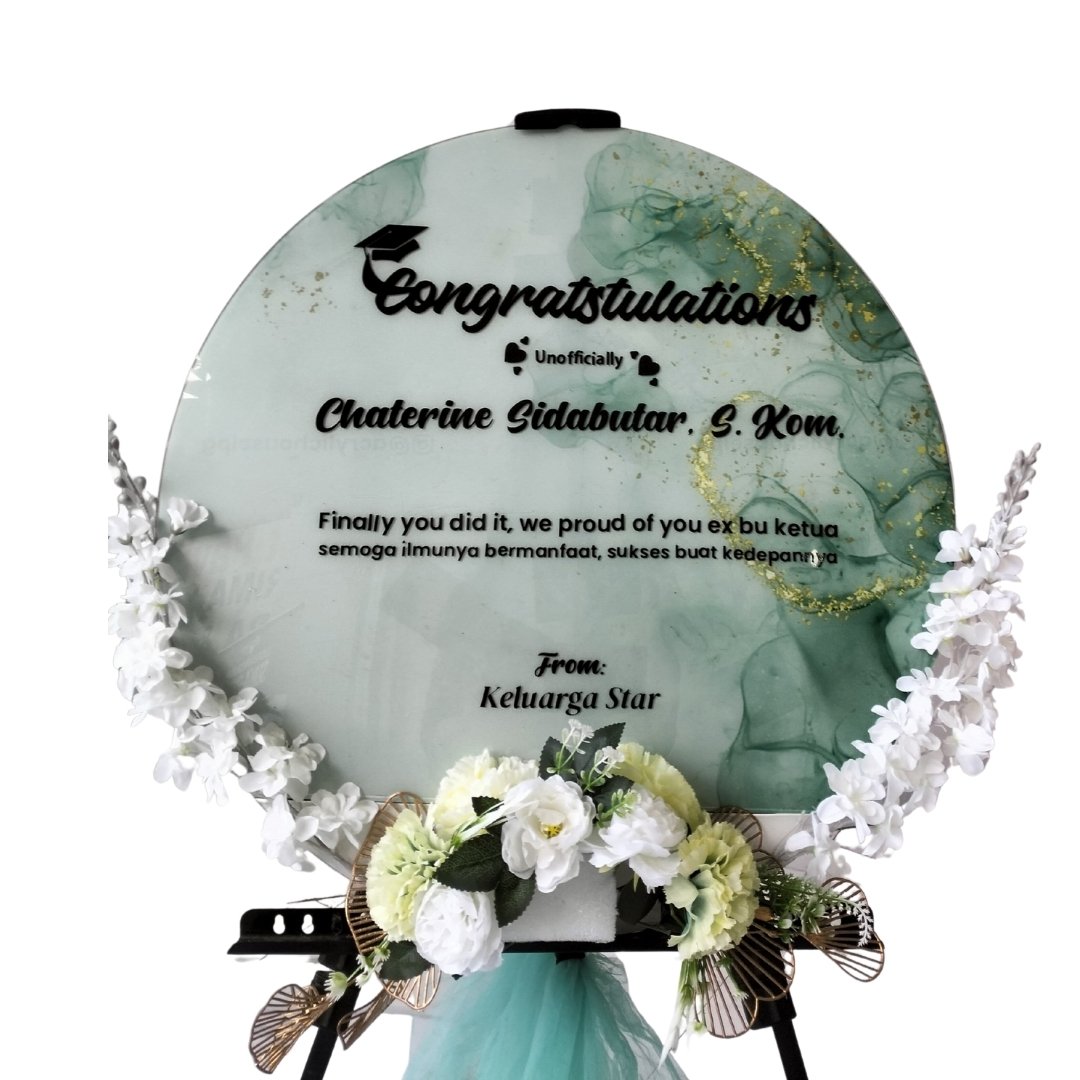 Congratstulations
Unofficially
Chaterine Sidabutar. S. Kom.
Finally you did it, we proud of you ex bu ketua
semoga ilmunya bermanfaat, sukses buat kedepannya
From:
Keluarga Star